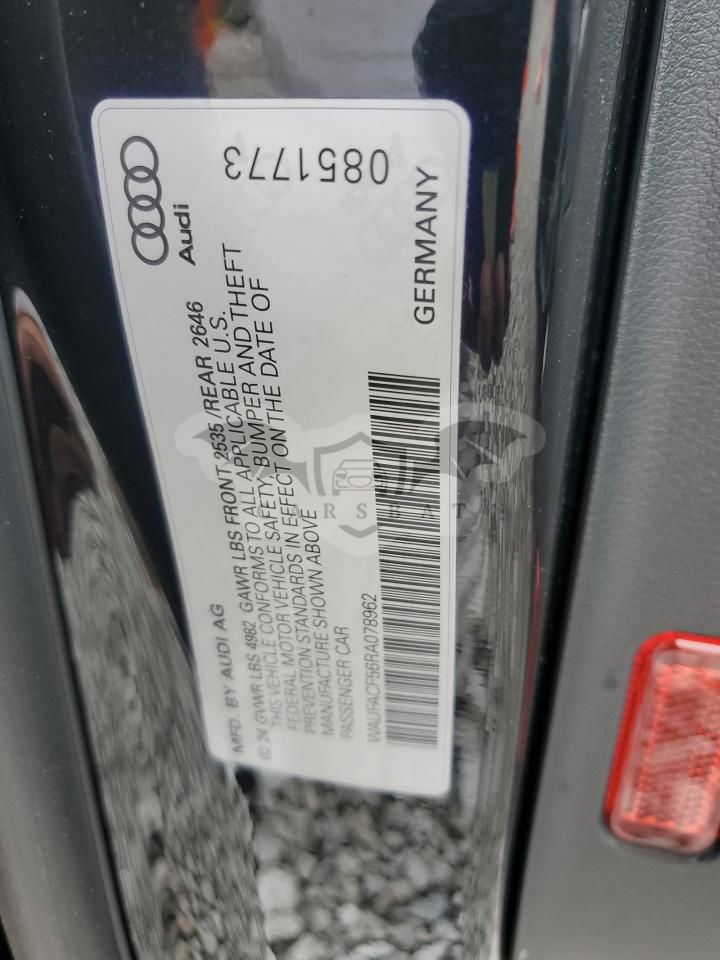 Audi
0851773
MFD. BY AUDI AG
02 24 GVWR LBS 4982 GAWR LBS FRONT 2535 /REAR 2646
THIS VEHICLE CONFORMS TO ALL APPLICABLE U.S.
FEDERAL MOTOR VEHICLE SAFETY, BUMPER AND THEFT
PREVENTION STANDARDS IN EFFECT ON THE DATE OF
MANUFACTURE SHOWN ABOVE
PASSENGER CAR
WAUFACF56RA078962
GERMANY